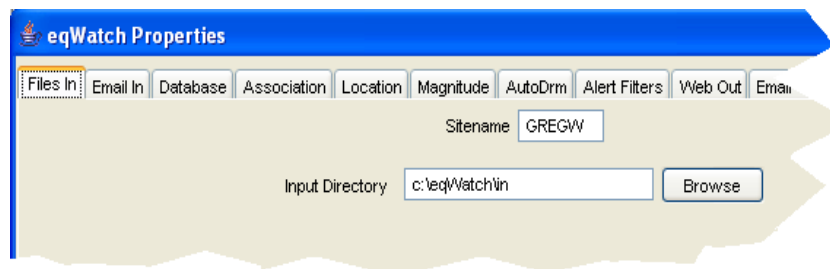 eqWatch Properties
Files In Email In Database Association Location Magnitude AutoDrm Alert Filters Web Out
Sitename GREGW
Input Directory c:\eqWatch\in Browse